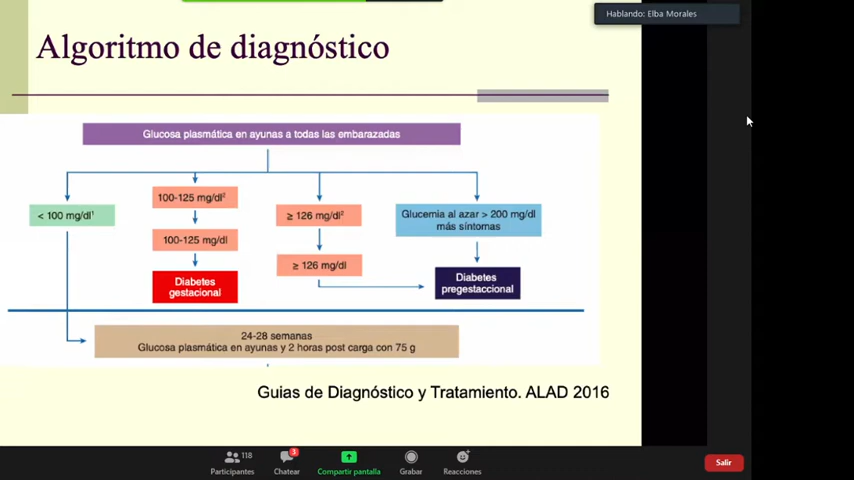 Hablando: Elba Morales
Algoritmo de diagnóstico
Glucosa plasmática en ayunas a todas las embarazadas
< 100 mg/dl¹
100-125 mg/dl²
≥ 126 mg/dl²
Glucemia al azar > 200 mg/dl
más síntomas
100-125 mg/dl
≥ 126 mg/dl
Diabetes
gestacional
Diabetes
pregestaccional
24-28 semanas
Glucosa plasmática en ayunas y 2 horas post carga con 75 g
Guias de Diagnóstico y Tratamiento. ALAD 2016
118
3
Participantes
Chatear
Compartir pantalla
Grabar
Reacciones
Salir